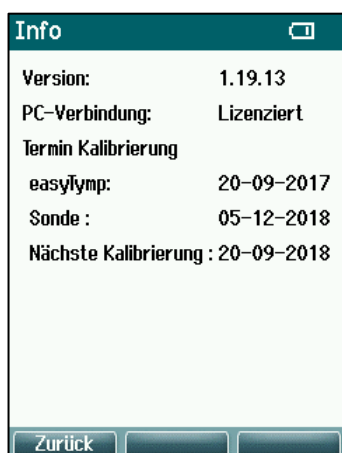 Info
Version: 1.19.13
PC-Verbindung: Lizenziert
Termin Kalibrierung
easyTymp: 20-09-2017
Sonde : 05-12-2018
Nächste Kalibrierung : 20-09-2018
Zurück